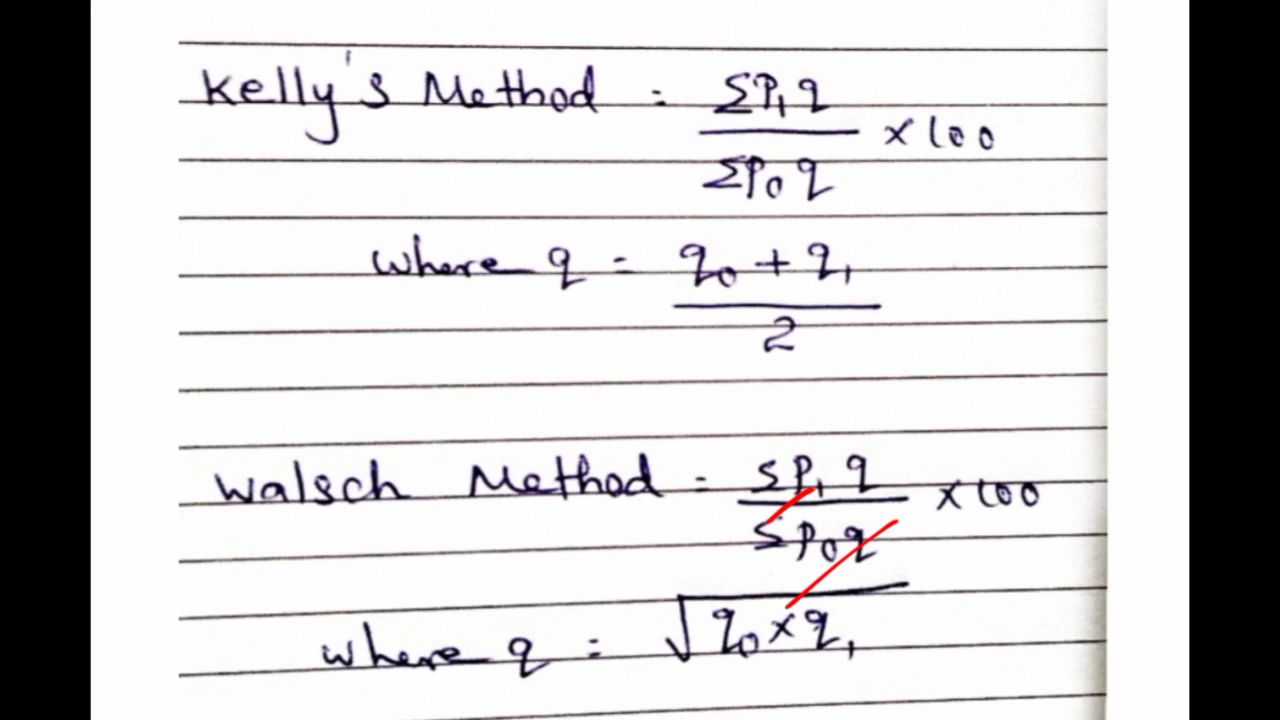 Kelly's Method = ΣP₁q / ΣP₀q × 100
where q = q₀ + q₁ / 2
Walsch Method = ΣP₁q / ΣP₀q × 100
where q = √q₀ × q₁